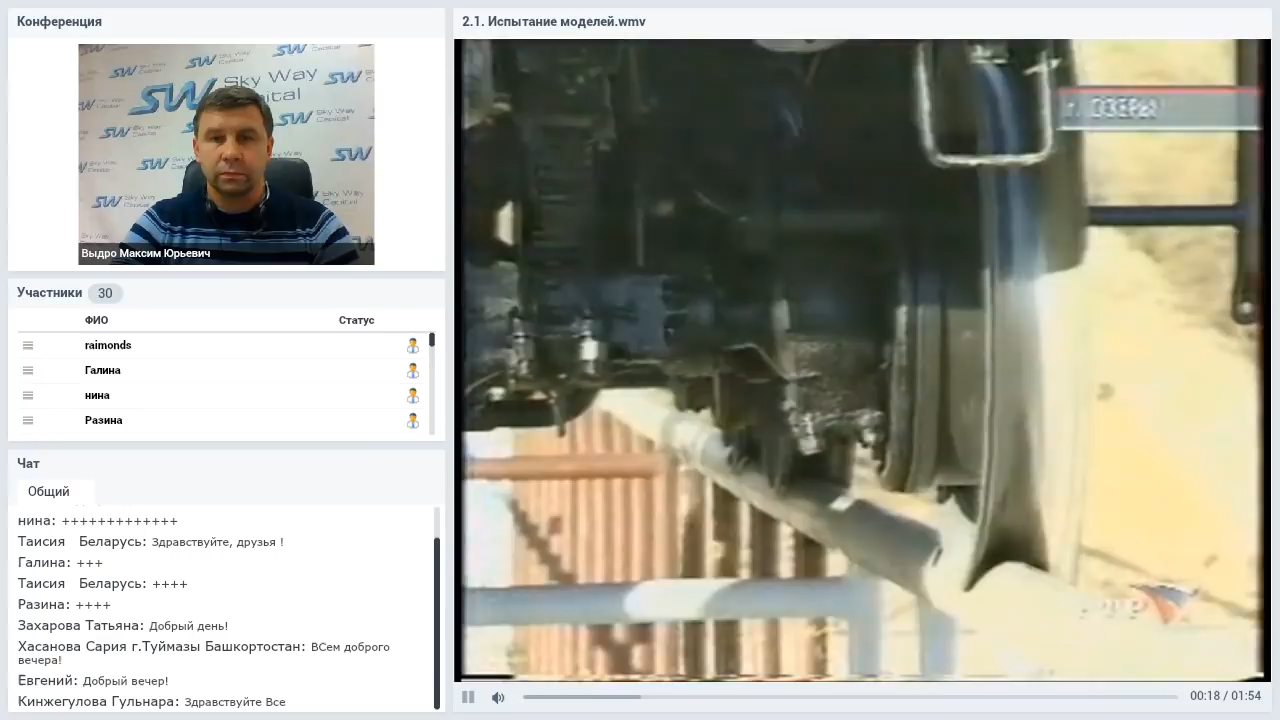 Конференция
Sky Way
Capital
Выдро Максим Юрьевич
Участники 30
ФИО Статус
raimonds
Галина
нина
Разина
Чат
Общий
нина: +++++++++++++
Таисия Беларусь: Здравствуйте, друзья !
Галина: +++
Таисия Беларусь: ++++
Разина: ++++
Захарова Татьяна: Добрый день!
Хасанова Сария г.Туймазы Башкортостан: ВСем доброго
вечера!
Евгений: Добрый вечер!
Кинжегулова Гульнара: Здравствуйте Все
2.1. Испытание моделей.wmv
г. ОЗЕРЫ
00:18 / 01:54